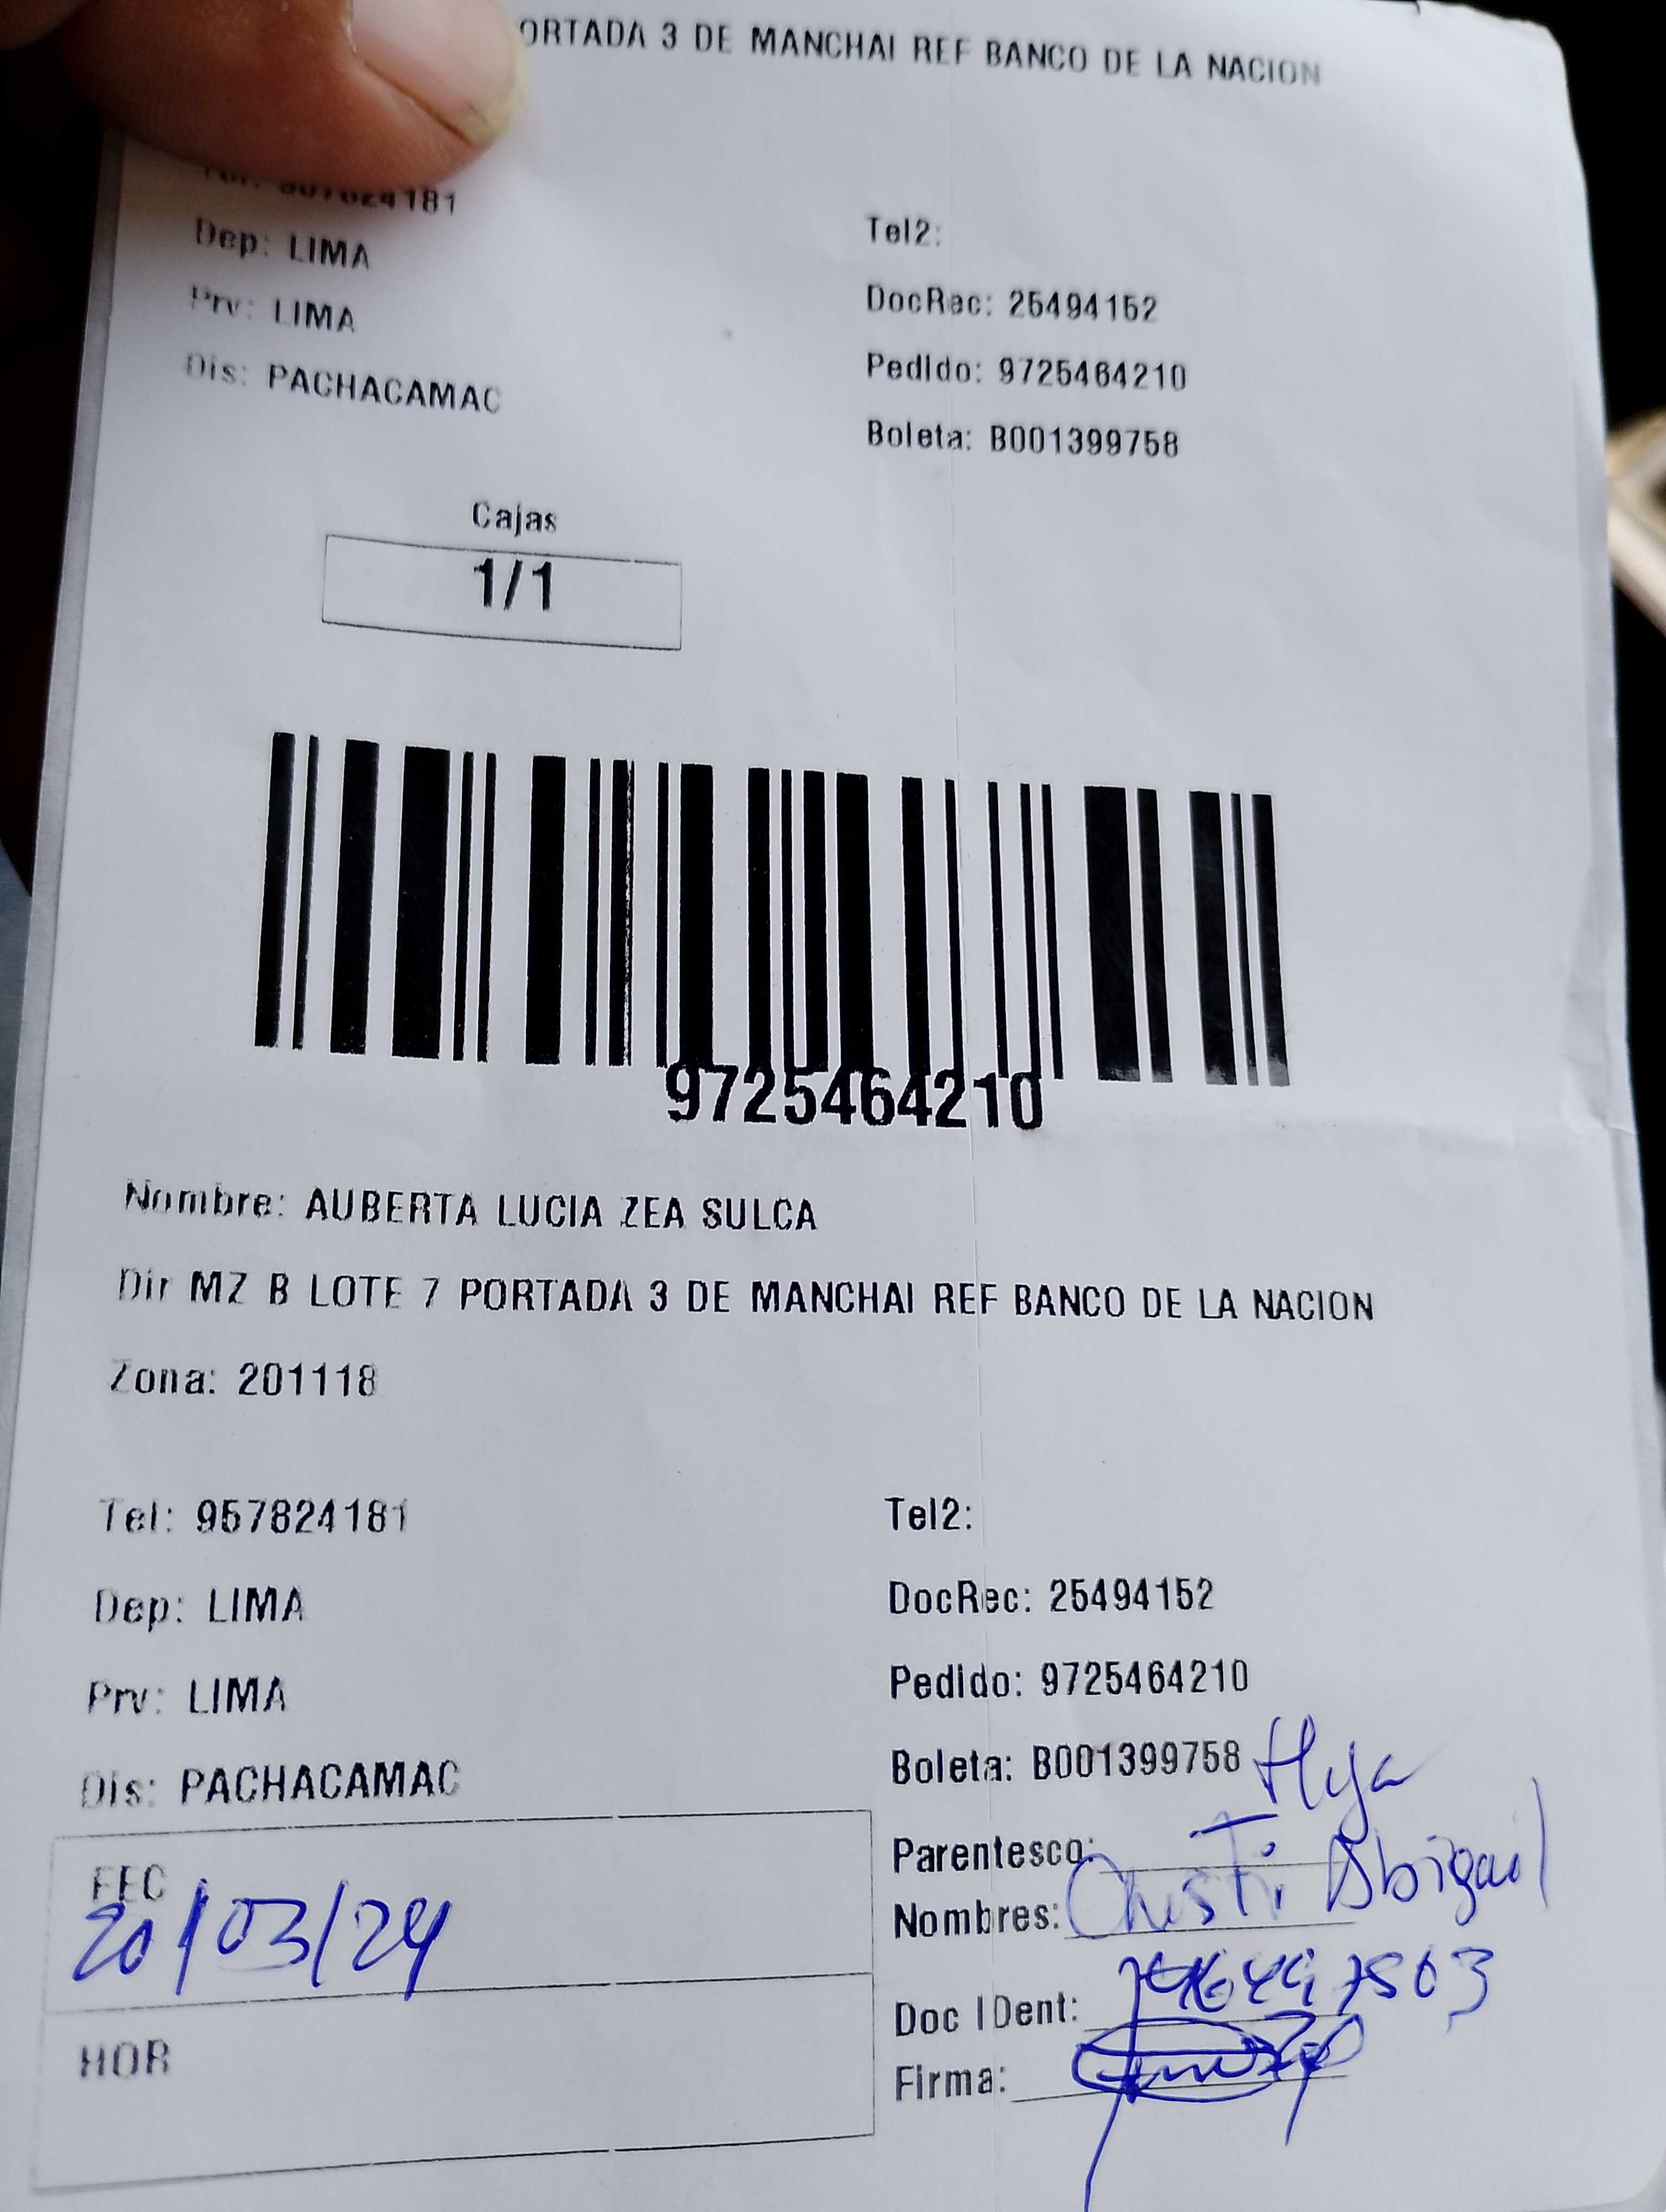 ORTADA 3 DE MANCHAI REF BANCO DE LA NACION
Tel: 957824181
Tel2:
Dep: LIMA
DocRec: 25494152
Prv: LIMA
Pedido: 9725464210
Dis: PACHACAMAC
Boleta: B001399758
Cajas
1/1
9725464210
Nombre: AUBERTA LUCIA ZEA SULCA
Dir MZ B LOTE 7 PORTADA 3 DE MANCHAI REF BANCO DE LA NACION
Zona: 201118
Tel: 957824181
Tel2:
Dep: LIMA
DocRec: 25494152
Prv: LIMA
Pedido: 9725464210
Dis: PACHACAMAC
Boleta: B001399758
Parentesco: Hija
Nombres: Abigail
FEC
20/03/24
Doc IDent:
HOR
Firma: